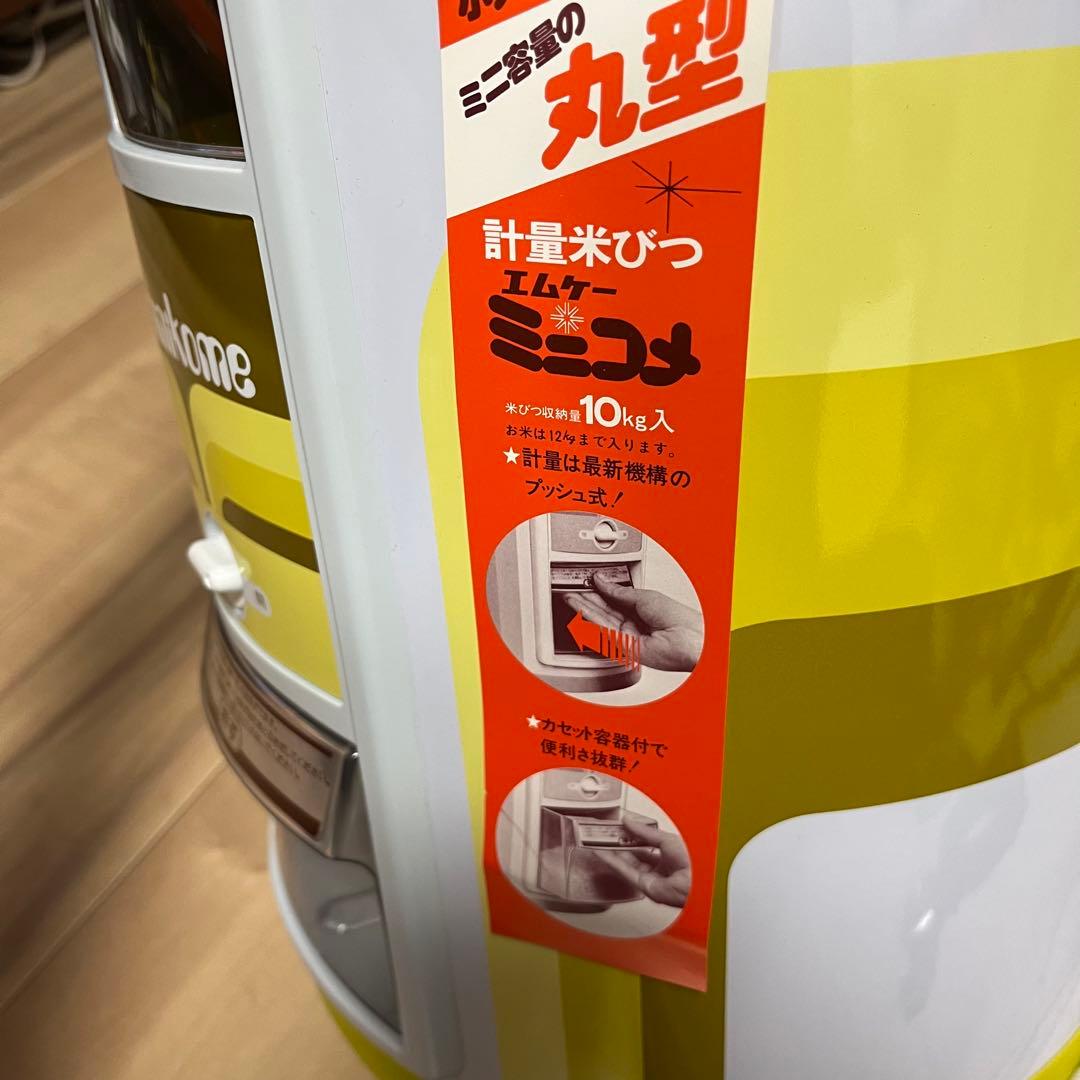 ミニ容量の
丸型
計量米びつ
エムケー
ミニコメ
米びつ収納量10kg入
お米は12kgまで入ります。
★計量は最新機構の
プッシュ式!
★カセット容器付で
便利さ抜群!
kome